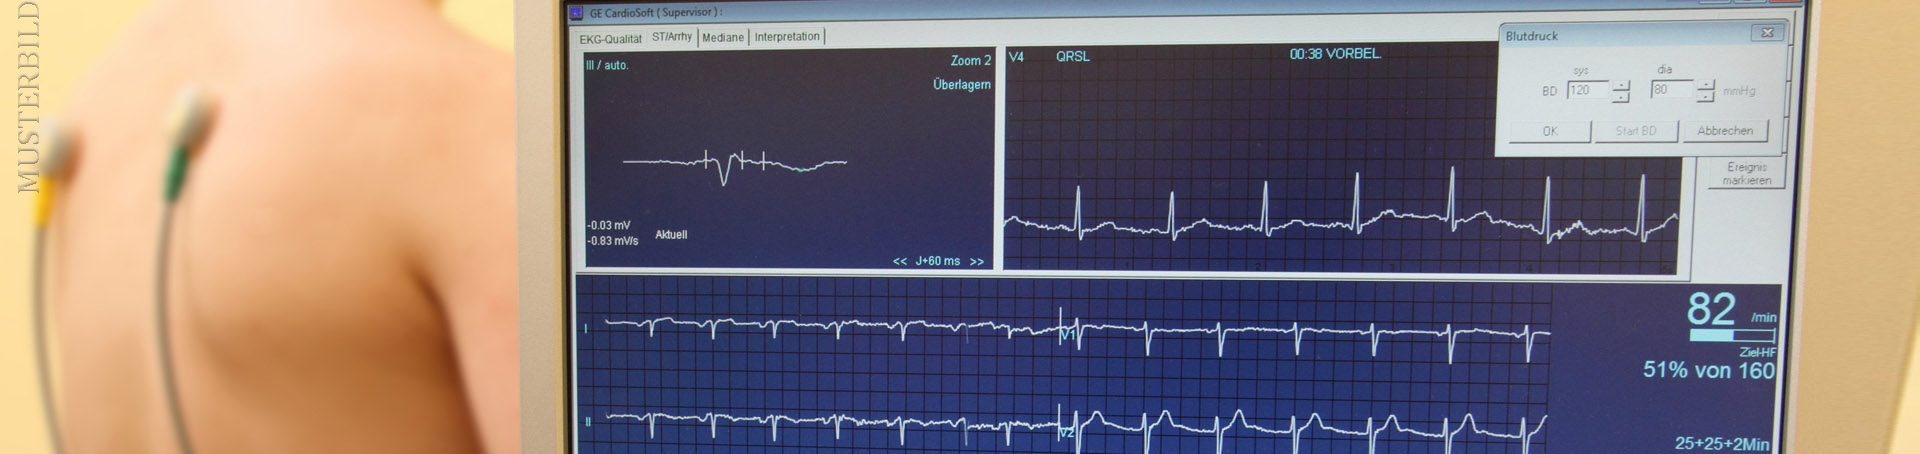 MUSTERBILD
GE CardioSoft ( Supervisor ) :
EKG-Qualität ST/Arrhy Mediane Interpretation
III / auto.
Zoom 2
Überlagern
-0.03 mV
-0.83 mV/s
Aktuell
<< J+60 ms >>
V4 QRSL 00:38 VORBEL.
Blutdruck
sys dia
BD 120 80 mmHg
OK Start BD Abbrechen
Ereignis
markieren
I V1
II V2
82 /min
Ziel-HF
51% von 160
25+25+2Min